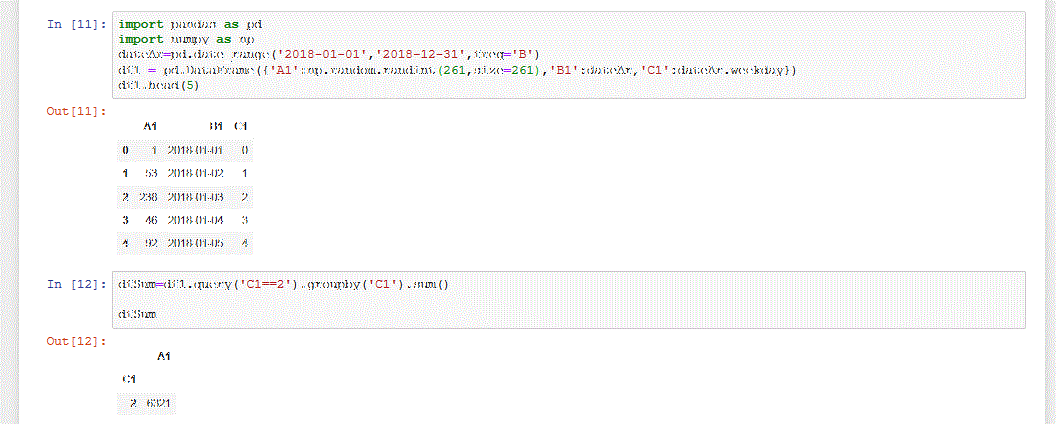 In [11]: import pandas as pd
import numpy as np
dateAr=pd.date_range('2018-01-01','2018-12-31',freq='B')
df1 = pd.DataFrame({'A1':np.random.randint(261,size=261),'B1':dateAr,'C1':dateAr.weekday})
df1.head(5)
Out[11]:
A1 B1 C1
0 1 2018-01-01 0
1 53 2018-01-02 1
2 238 2018-01-03 2
3 46 2018-01-04 3
4 92 2018-01-05 4
In [12]: dfSum=df1.query('C1==2').groupby('C1').sum()
dfSum
Out[12]:
A1
C1
2 6321